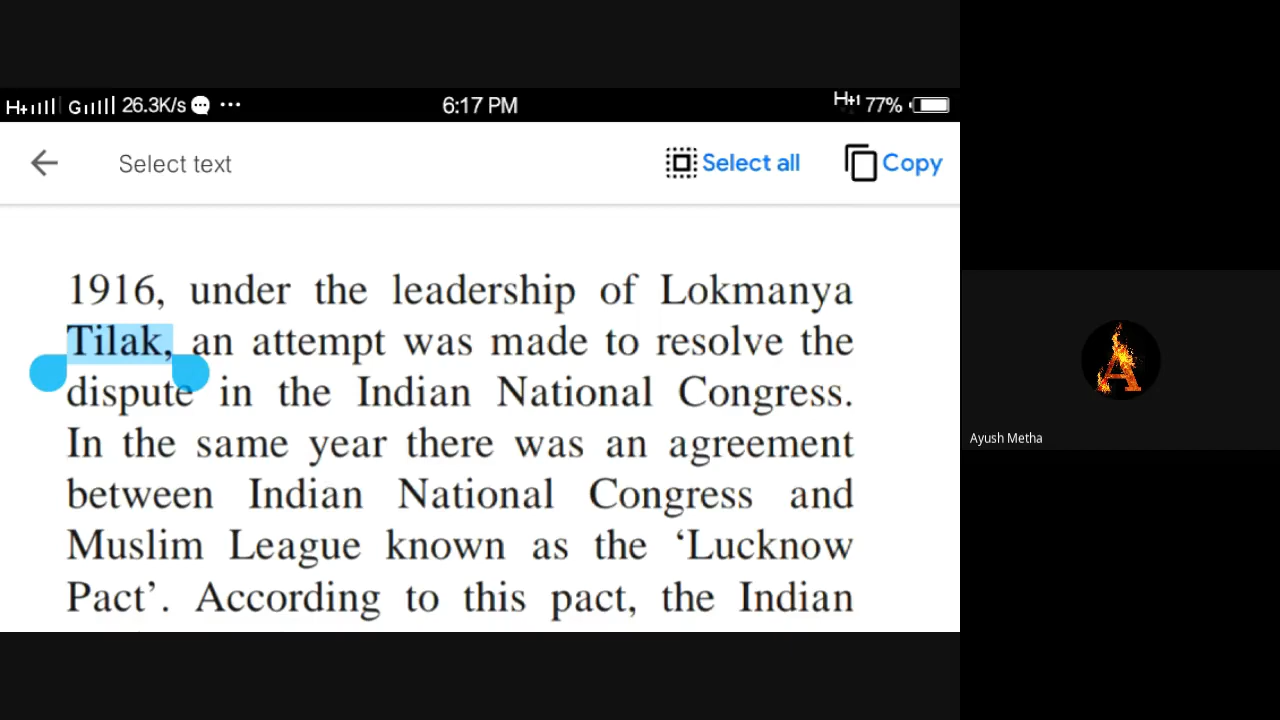 H+ G 26.3K/s ... 6:17 PM H+1 77%
Select text Select all Copy
1916, under the leadership of Lokmanya
Tilak, an attempt was made to resolve the
dispute in the Indian National Congress.
In the same year there was an agreement
between Indian National Congress and
Muslim League known as the ‘Lucknow
Pact’. According to this pact, the Indian
A
Ayush Metha